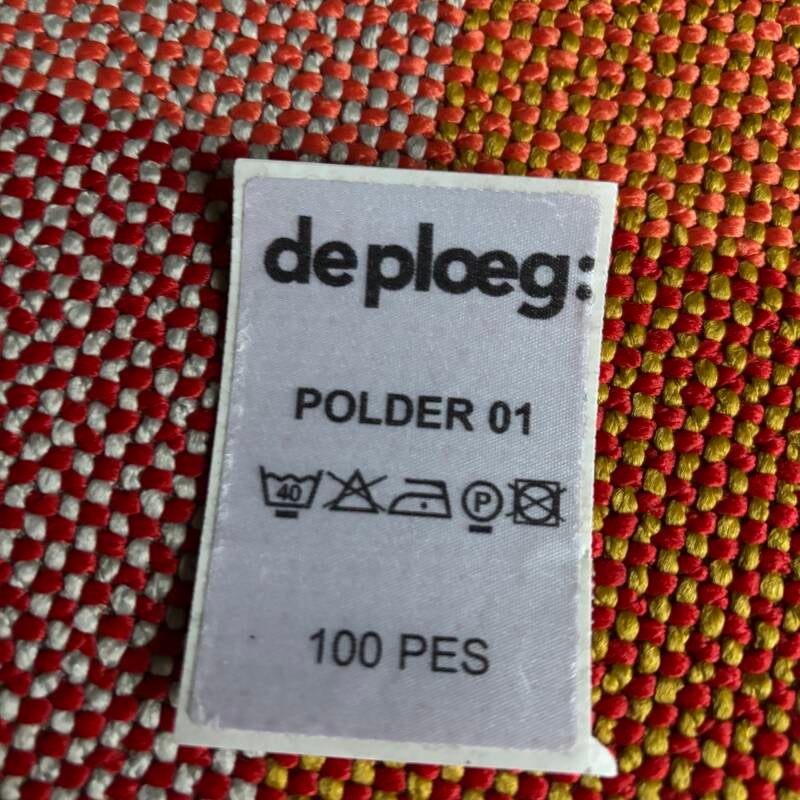 de ploeg:
POLDER 01
40 P
100 PES